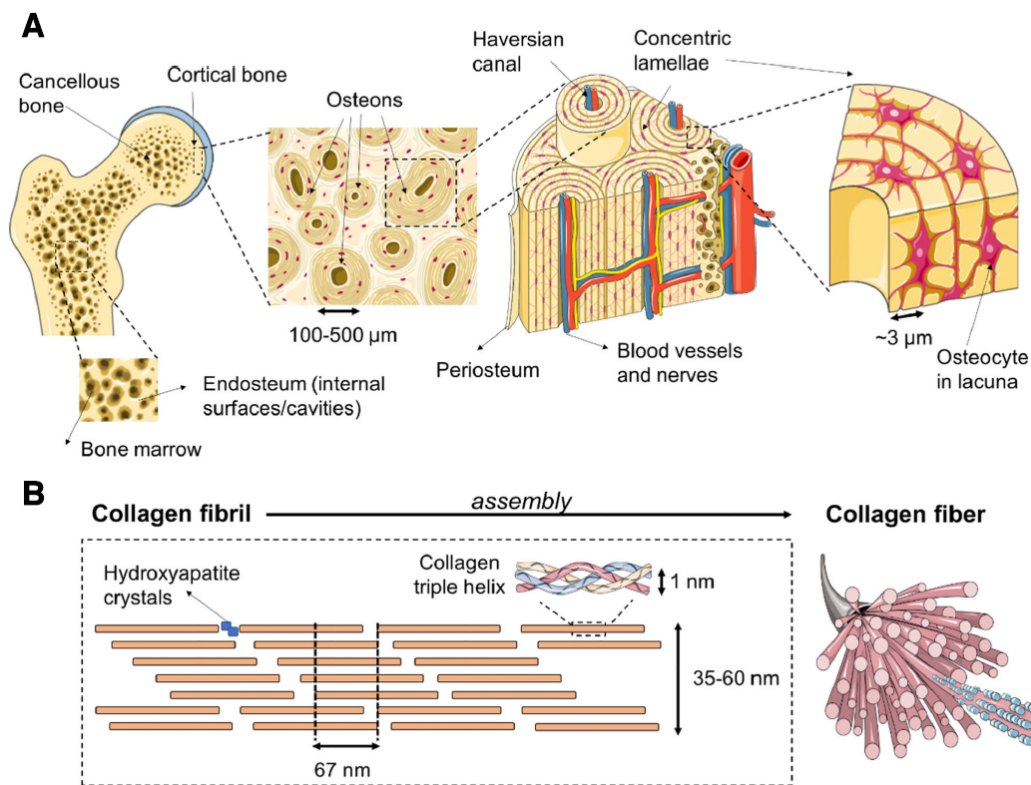 A
Cancellous
bone
Cortical bone
Osteons
Haversian
canal
Concentric
lamellae
100-500 µm
Periosteum
Blood vessels
and nerves
~3 µm
Osteocyte
in lacuna
Endosteum (internal
surfaces/cavities)
Bone marrow
B
Collagen fibril
assembly
Collagen fiber
Hydroxyapatite
crystals
Collagen
triple helix
1 nm
35-60 nm
67 nm